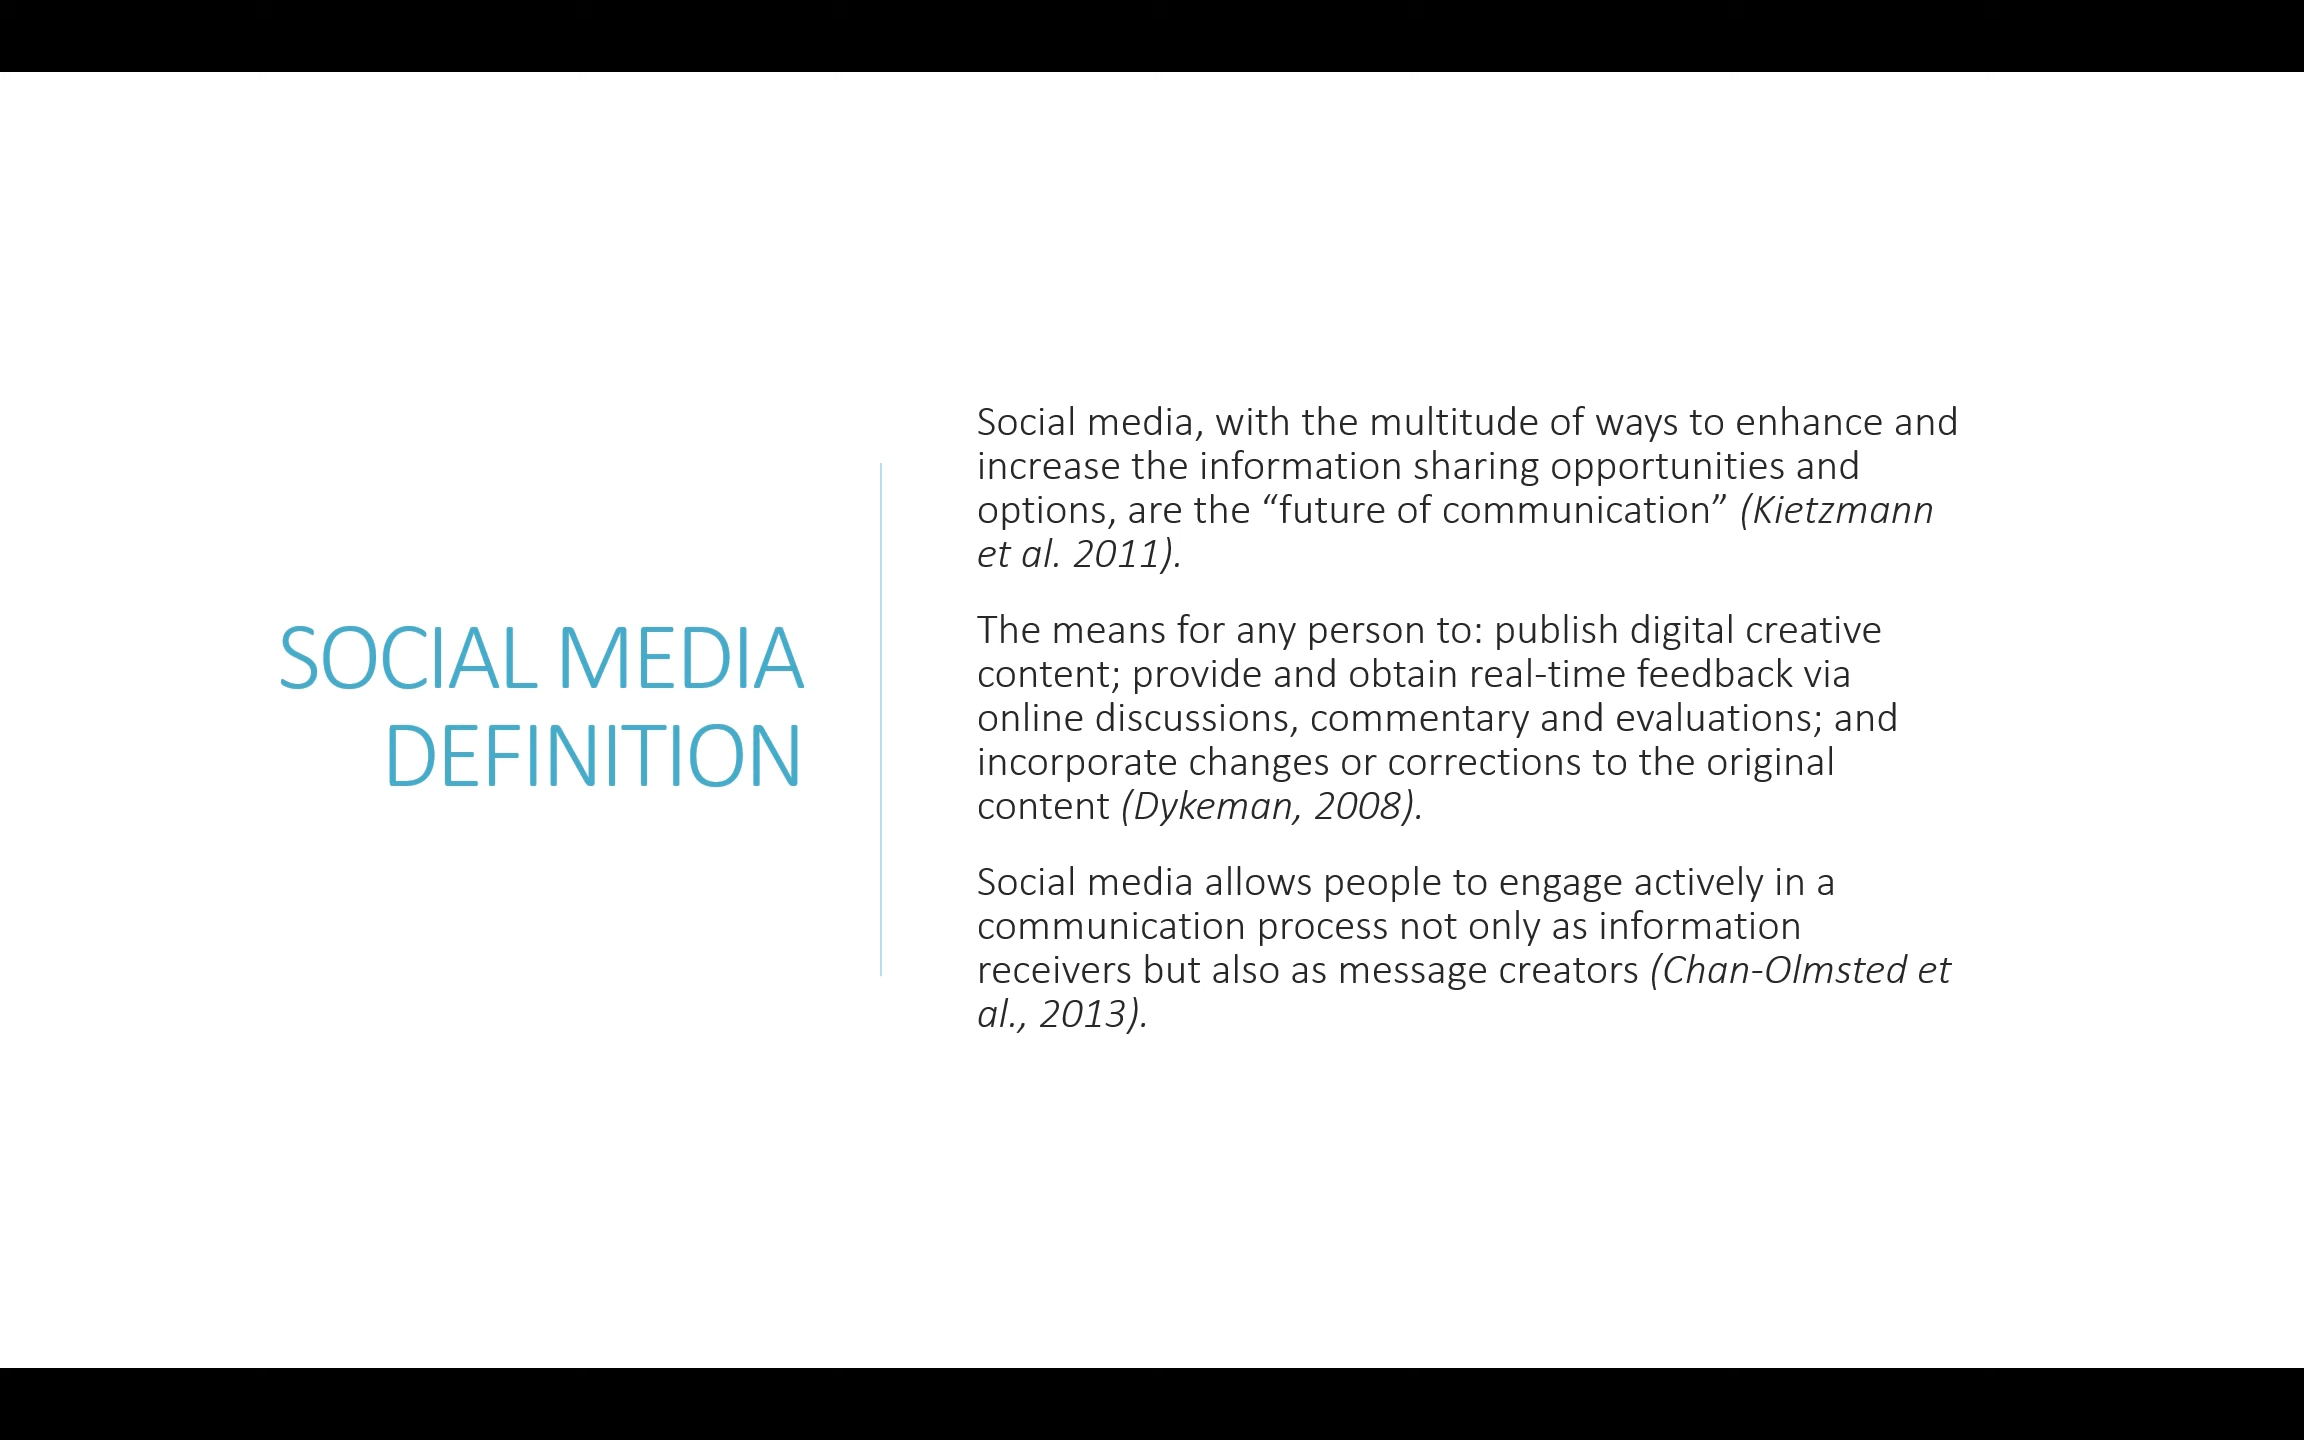 SOCIAL MEDIA
DEFINITION
Social media, with the multitude of ways to enhance and
increase the information sharing opportunities and
options, are the “future of communication” (Kietzmann
et al. 2011).
The means for any person to: publish digital creative
content; provide and obtain real-time feedback via
online discussions, commentary and evaluations; and
incorporate changes or corrections to the original
content (Dykeman, 2008).
Social media allows people to engage actively in a
communication process not only as information
receivers but also as message creators (Chan-Olmsted et
al., 2013).